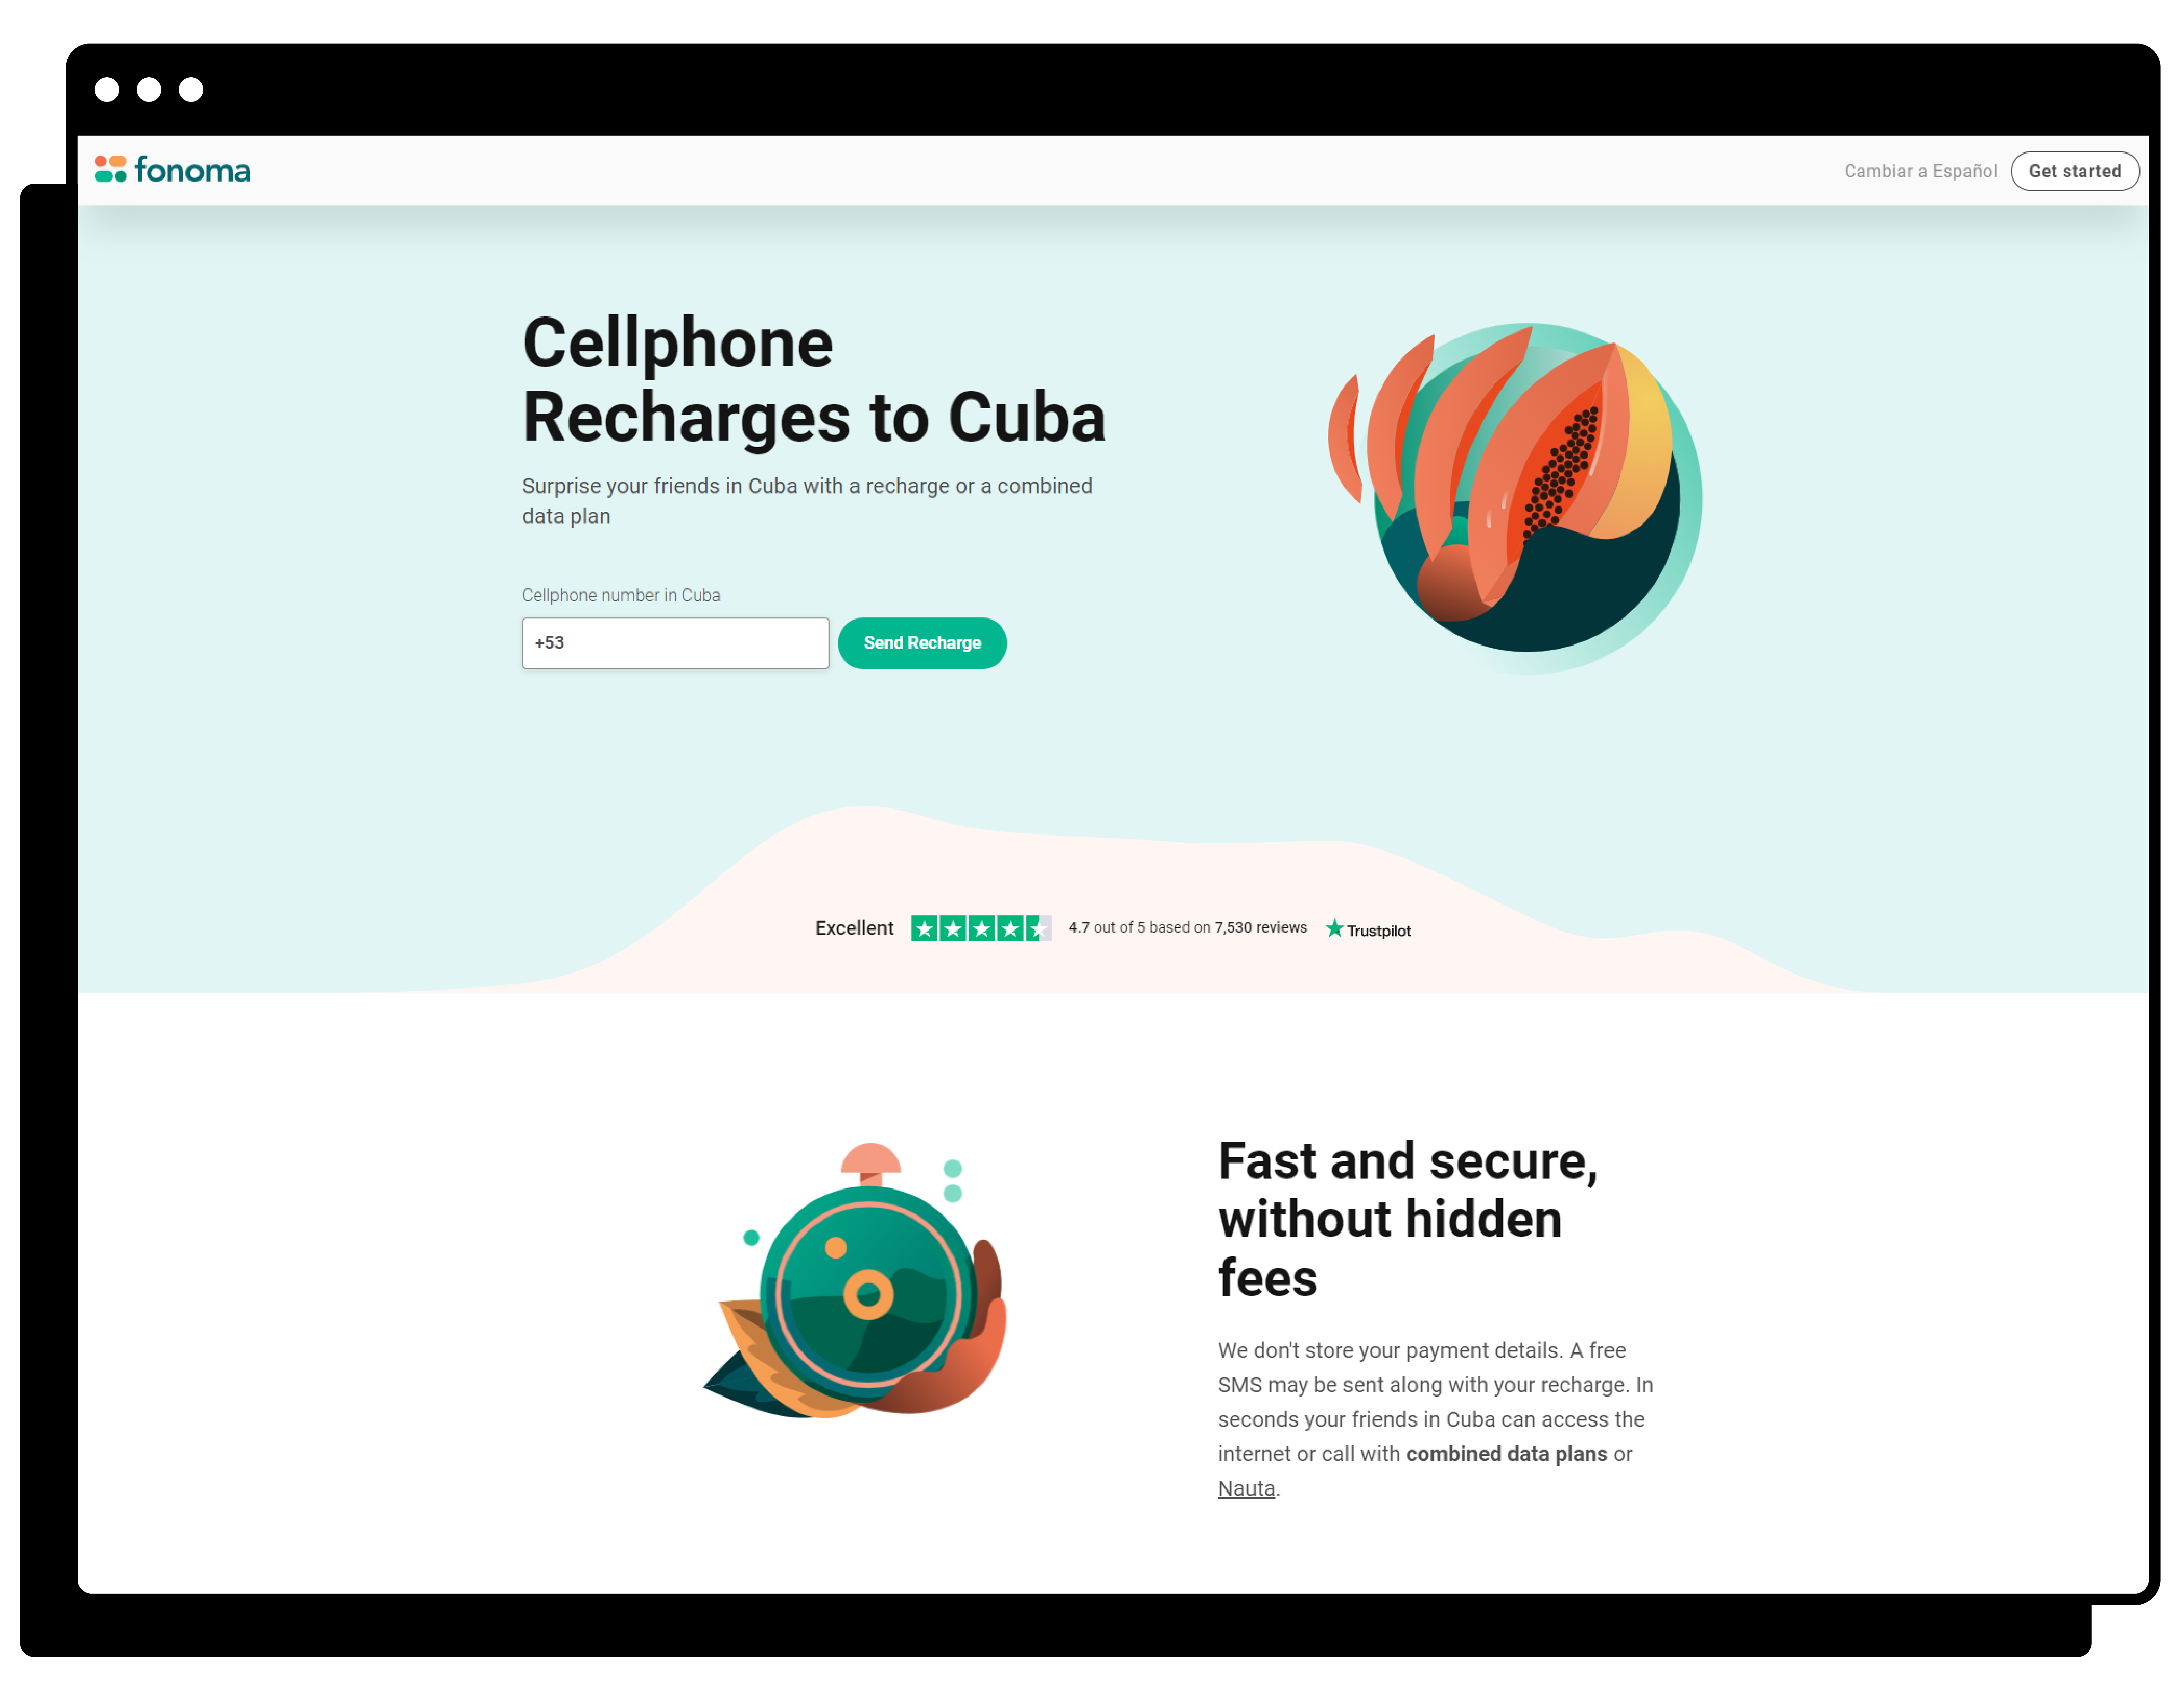 fonoma
Cambiar a Español
Get started
Cellphone
Recharges to Cuba
Surprise your friends in Cuba with a recharge or a combined
data plan
Cellphone number in Cuba
+53
Send Recharge
Excellent
4.7 out of 5 based on 7,530 reviews
Trustpilot
Fast and secure,
without hidden
fees
We don't store your payment details. A free
SMS may be sent along with your recharge. In
seconds your friends in Cuba can access the
internet or call with combined data plans or
Nauta.